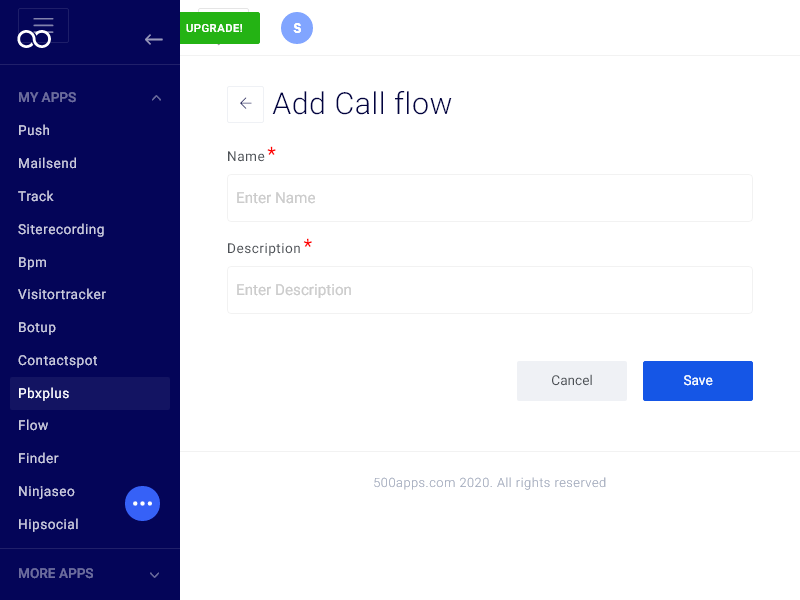 UPGRADE!
S
MY APPS
Push
Mailsend
Track
Siterecording
Bpm
Visitortracker
Botup
Contactspot
Pbxplus
Flow
Finder
Ninjaseo
Hipsocial
MORE APPS
Add Call flow
Name*
Enter Name
Description*
Enter Description
Cancel
Save
500apps.com 2020. All rights reserved